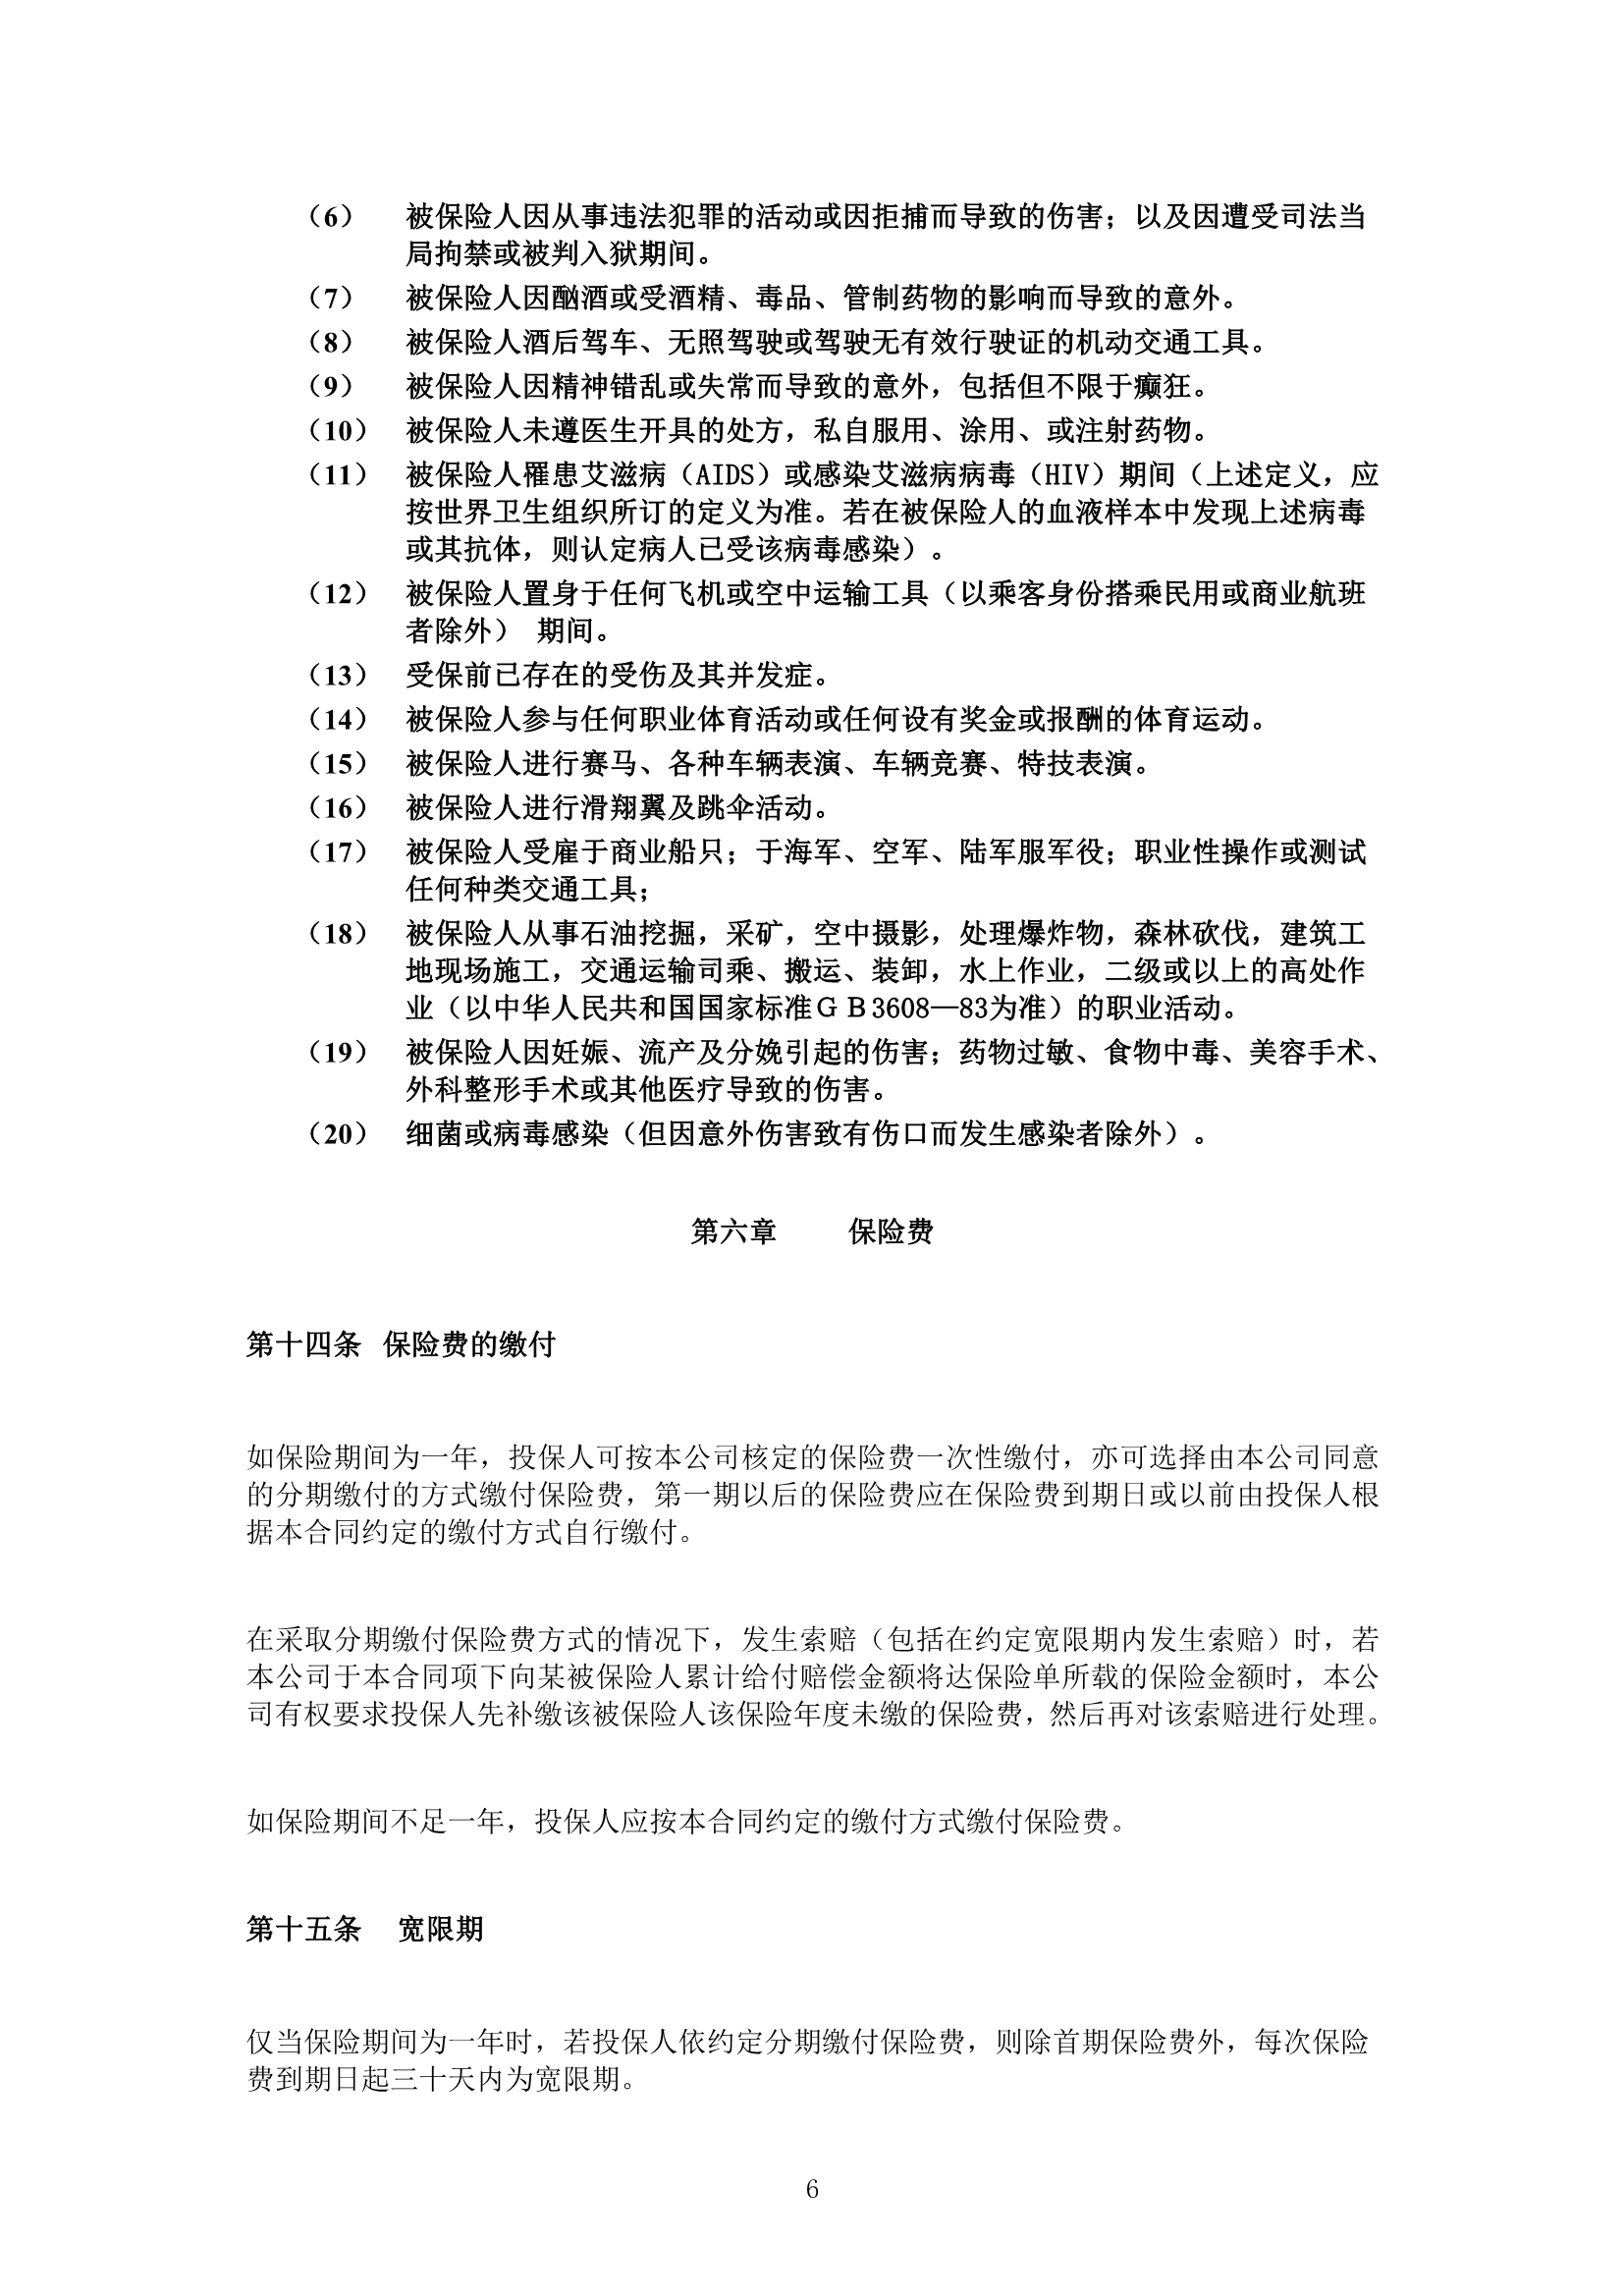 （6） 被保险人因从事违法犯罪的活动或因拒捕而导致的伤害；以及因遭受司法当
局拘禁或被判入狱期间。
（7） 被保险人因酗酒或受酒精、毒品、管制药物的影响而导致的意外。
（8） 被保险人酒后驾车、无照驾驶或驾驶无有效行驶证的机动交通工具。
（9） 被保险人因精神错乱或失常而导致的意外，包括但不限于癫狂。
（10） 被保险人未遵医生开具的处方，私自服用、涂用、或注射药物。
（11） 被保险人罹患艾滋病（AIDS）或感染艾滋病病毒（HIV）期间（上述定义，应
按世界卫生组织所订的定义为准。若在被保险人的血液样本中发现上述病毒
或其抗体，则认定病人已受该病毒感染）。
（12） 被保险人置身于任何飞机或空中运输工具（以乘客身份搭乘民用或商业航班
者除外） 期间。
（13） 受保前已存在的受伤及其并发症。
（14） 被保险人参与任何职业体育活动或任何设有奖金或报酬的体育运动。
（15） 被保险人进行赛马、各种车辆表演、车辆竞赛、特技表演。
（16） 被保险人进行滑翔翼及跳伞活动。
（17） 被保险人受雇于商业船只；于海军、空军、陆军服军役；职业性操作或测试
任何种类交通工具；
（18） 被保险人从事石油挖掘，采矿，空中摄影，处理爆炸物，森林砍伐，建筑工
地现场施工，交通运输司乘、搬运、装卸，水上作业，二级或以上的高处作
业（以中华人民共和国国家标准ＧＢ3608—83为准）的职业活动。
（19） 被保险人因妊娠、流产及分娩引起的伤害；药物过敏、食物中毒、美容手术、
外科整形手术或其他医疗导致的伤害。
（20） 细菌或病毒感染（但因意外伤害致有伤口而发生感染者除外）。
第六章 保险费
第十四条 保险费的缴付
如保险期间为一年，投保人可按本公司核定的保险费一次性缴付，亦可选择由本公司同意
的分期缴付的方式缴付保险费，第一期以后的保险费应在保险费到期日或以前由投保人根
据本合同约定的缴付方式自行缴付。
在采取分期缴付保险费方式的情况下，发生索赔（包括在约定宽限期内发生索赔）时，若
本公司于本合同项下向某被保险人累计给付赔偿金额将达保险单所载的保险金额时，本公
司有权要求投保人先补缴该被保险人该保险年度未缴的保险费，然后再对该索赔进行处理。
如保险期间不足一年，投保人应按本合同约定的缴付方式缴付保险费。
第十五条 宽限期
仅当保险期间为一年时，若投保人依约定分期缴付保险费，则除首期保险费外，每次保险
费到期日起三十天内为宽限期。
6